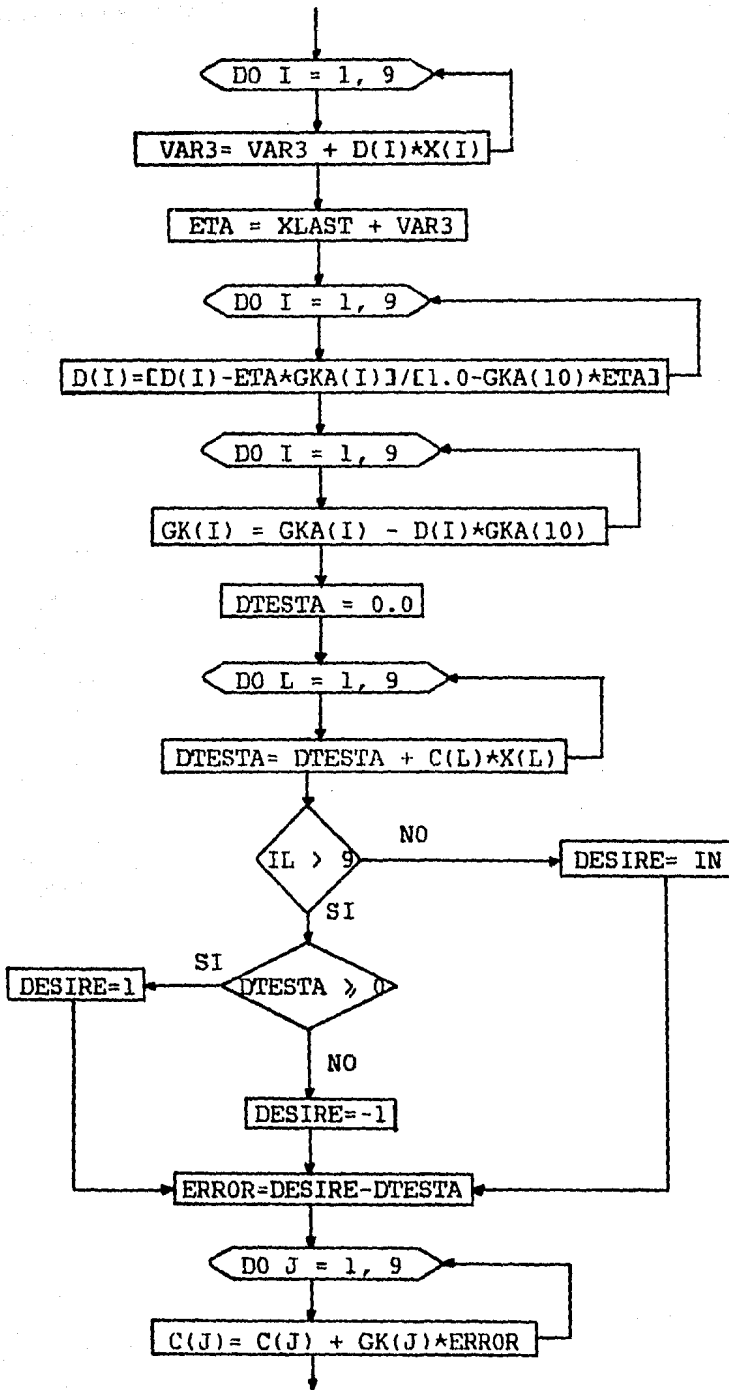 DO I = 1, 9
VAR3= VAR3 + D(I)*X(I)
ETA = XLAST + VAR3
DO I = 1, 9
D(I)=[D(I)-ETA*GKA(I)]/[1.0-GKA(10)*ETA]
DO I = 1, 9
GK(I) = GKA(I) - D(I)*GKA(10)
DTESTA = 0.0
DO L = 1, 9
DTESTA= DTESTA + C(L)*X(L)
IL > 9
NO
DESIRE= IN
SI
DTESTA ⩾ 0
SI
DESIRE=1
NO
DESIRE=-1
ERROR=DESIRE-DTESTA
DO J = 1, 9
C(J)= C(J) + GK(J)*ERROR